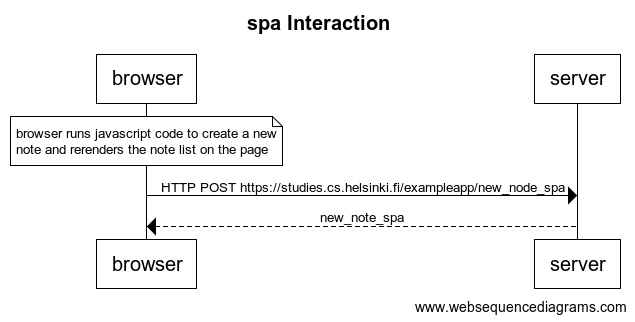 spa Interaction
browser
server
browser runs javascript code to create a new
note and rerenders the note list on the page
HTTP POST https://studies.cs.helsinki.fi/exampleapp/new_node_spa
new_note_spa
browser
server
www.websequencediagrams.com